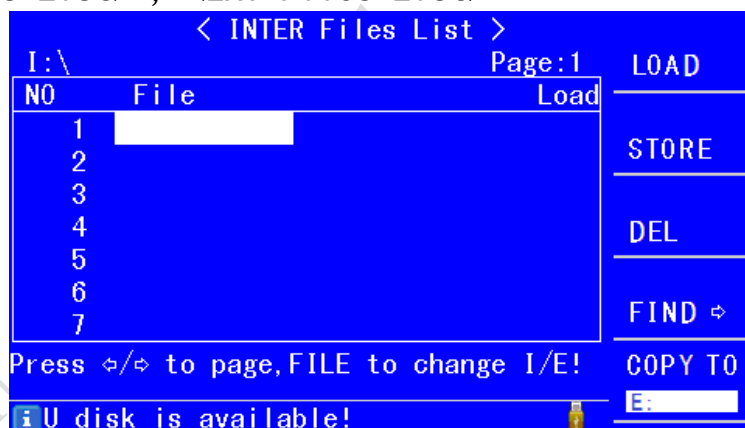 < INTER Files List >
I:\ Page:1
NO File Load
1
2
3
4
5
6
7
Press ⇦/⇨ to page,FILE to change I/E!
U disk is available!
LOAD
STORE
DEL
FIND ⇨
COPY TO
E: